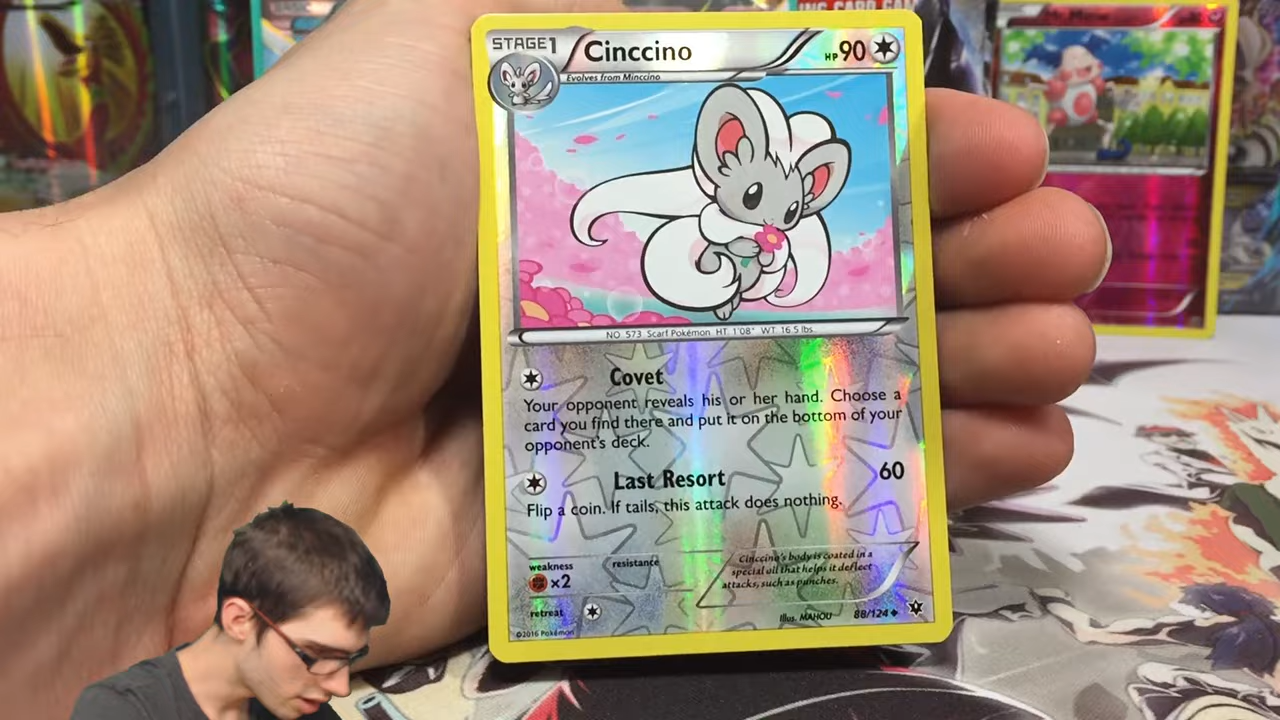 STAGE1
Cinccino
HP90
Evolves from Minccino
NO. 573 Scarf Pokémon HT. 1'08" WT. 16.5 lbs.
Covet
Your opponent reveals his or her hand. Choose a
card you find there and put it on the bottom of your
opponent's deck.
Last Resort 60
Flip a coin. If tails, this attack does nothing.
weakness
resistance
×2
Cinccino's body is coated in a
special oil that helps it deflect
attacks, such as punches.
retreat
Illus. MAHOU
88/124
©2016 Pokémon